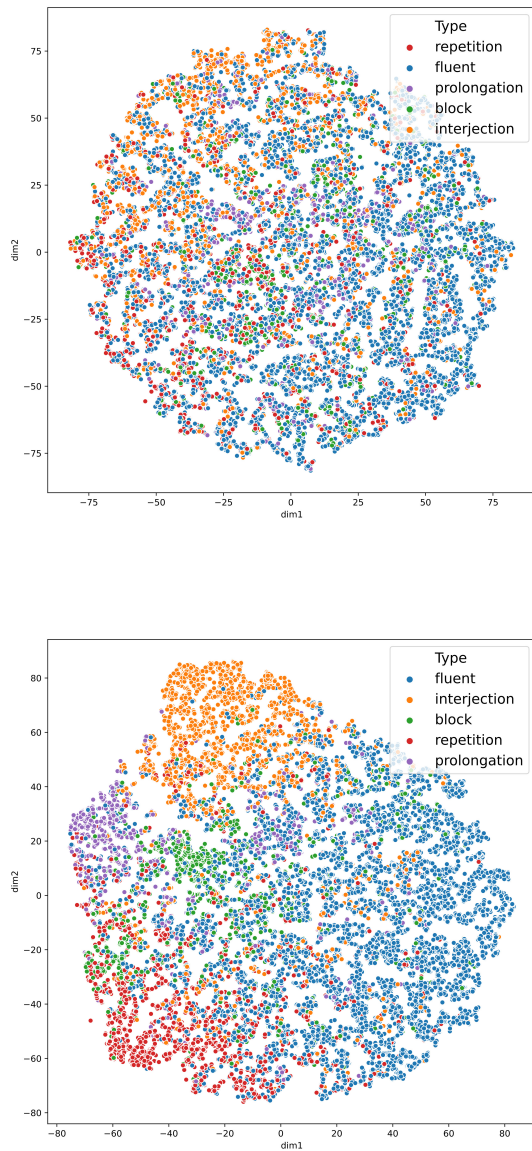 Type
repetition
fluent
prolongation
block
interjection
75
50
25
0
−25
−50
−75
dim2
−75 −50 −25 0 25 50 75
dim1
Type
fluent
interjection
block
repetition
prolongation
80
60
40
20
0
−20
−40
−60
−80
dim2
−80 −60 −40 −20 0 20 40 60 80
dim1